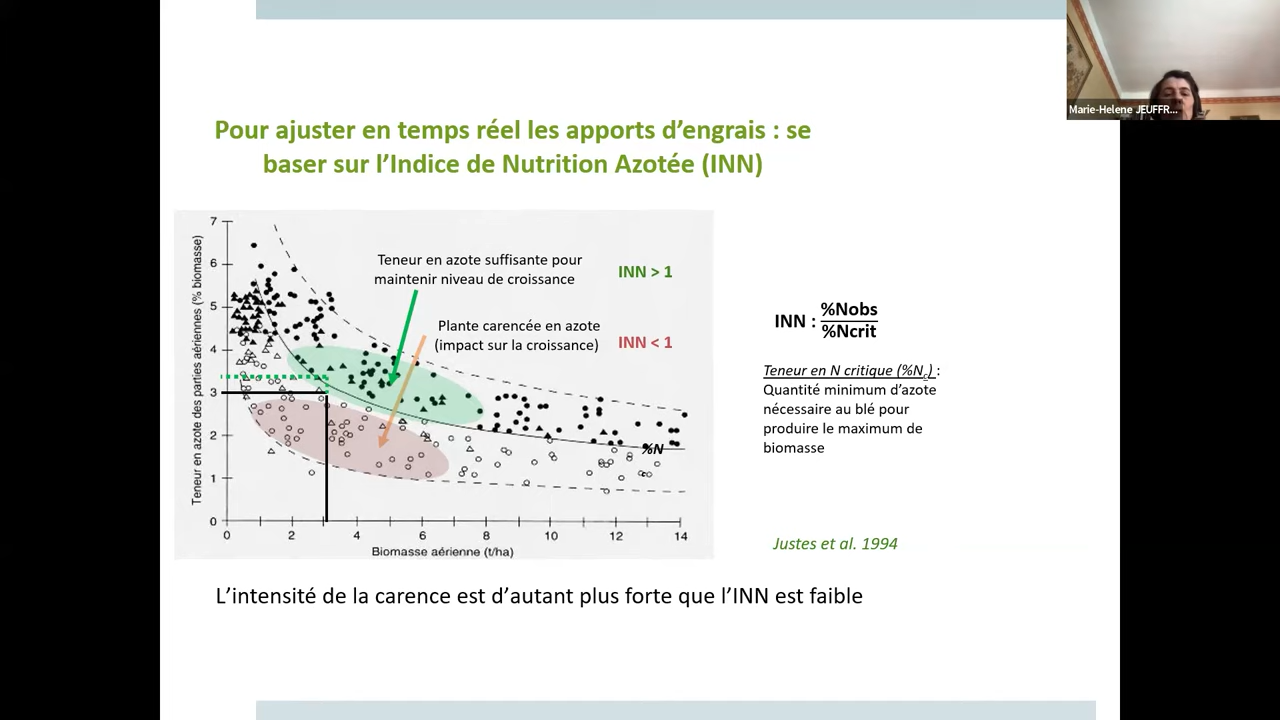 Marie-Helene JEUFFR...
Pour ajuster en temps réel les apports d'engrais : se
baser sur l'Indice de Nutrition Azotée (INN)
Teneur en azote des parties aériennes (% biomasse)
7
6
5
4
3
2
1
0
Teneur en azote suffisante pour
maintenir niveau de croissance
INN > 1
Plante carencée en azote
(impact sur la croissance)
INN < 1
%N
c
0 2 4 6 8 10 12 14
Biomasse aérienne (t/ha)
INN : %Nobs
%Ncrit
Teneur en N critique (%Nc) :
Quantité minimum d'azote
nécessaire au blé pour
produire le maximum de
biomasse
Justes et al. 1994
L'intensité de la carence est d'autant plus forte que l'INN est faible